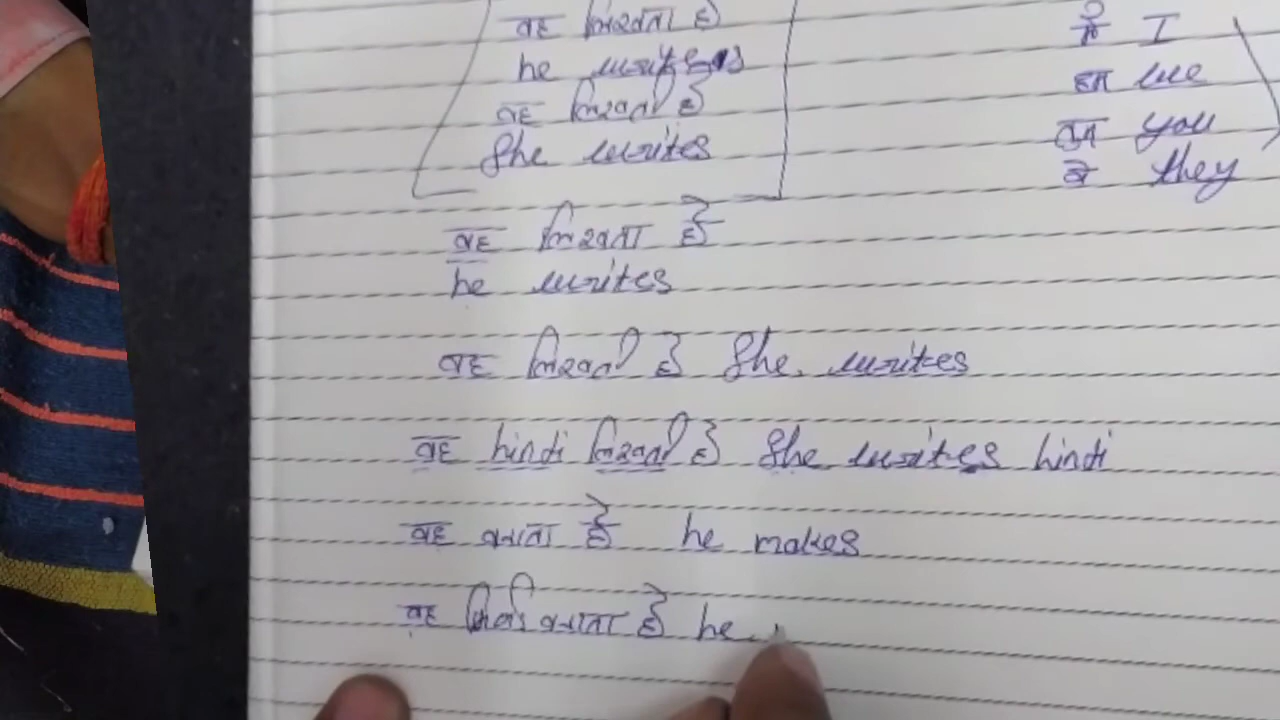 वह लिखता है
he writes
वह लिखती है
She writes
मैं I
हम we
तुम you
वे they
वह लिखता है
he writes
वह लिखती है She writes
वह hindi लिखती है She writes hindi
वह बनाता है he makes
वह बनाता है he